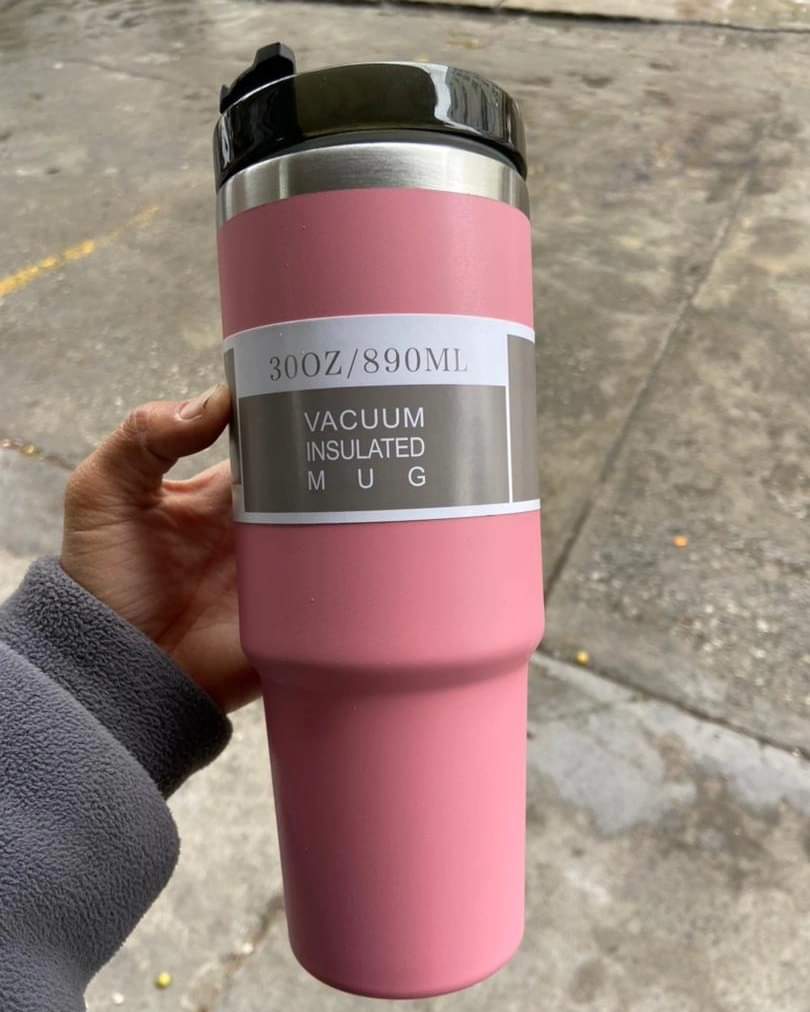 30OZ/890ML
VACUUM
INSULATED
M U G